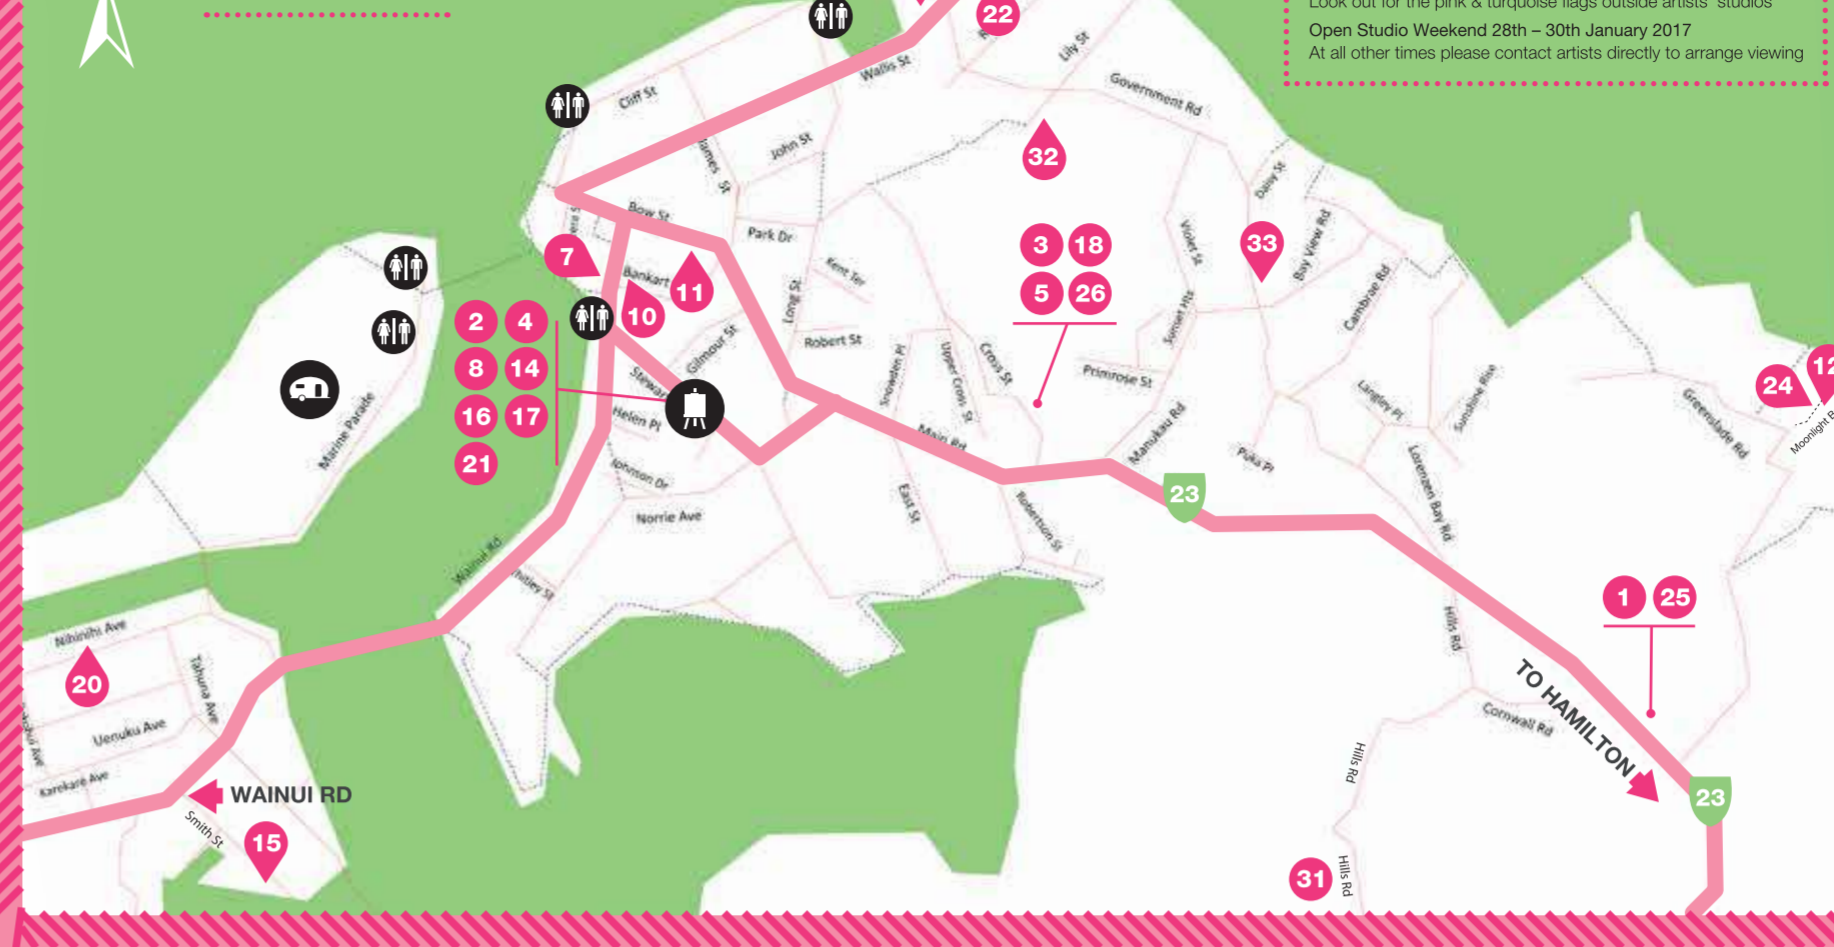 Look out for the pink & turquoise flags outside artists' studios
Open Studio Weekend 28th – 30th January 2017
At all other times please contact artists directly to arrange viewing
22
Lily St
Wallis St
Government Rd
Cliff St
John St
James St
32
Daisy St
Bow St
Park Dr
Violet St
Bay View Rd
33
3
18
5
26
7
Bankart
11
10
Kent Ter
Long St
Cambrae Rd
2
4
8
14
16
17
21
Gilmour St
Robert St
Snowden Pl
Upper Cross St
Cross St
Sunset Hts
Primrose St
Manukau Rd
Langley Pl
Sunshine Rise
Greenslade Rd
24
12
Moonlight B
Marine Parade
Stewar
Helen Pl
Main Rd
Puka Pl
Lorenzen Bay Rd
Johnson Dr
Norrie Ave
East St
Robertson St
23
Wainui Rd
Whitley St
1
25
Hills Rd
Nihinihi Ave
20
Tahuna Ave
Uenuku Ave
Karekare Ave
Cornwall Rd
TO HAMILTON
23
Hills Rd
WAINUI RD
Smith St
15
31
Hills Rd